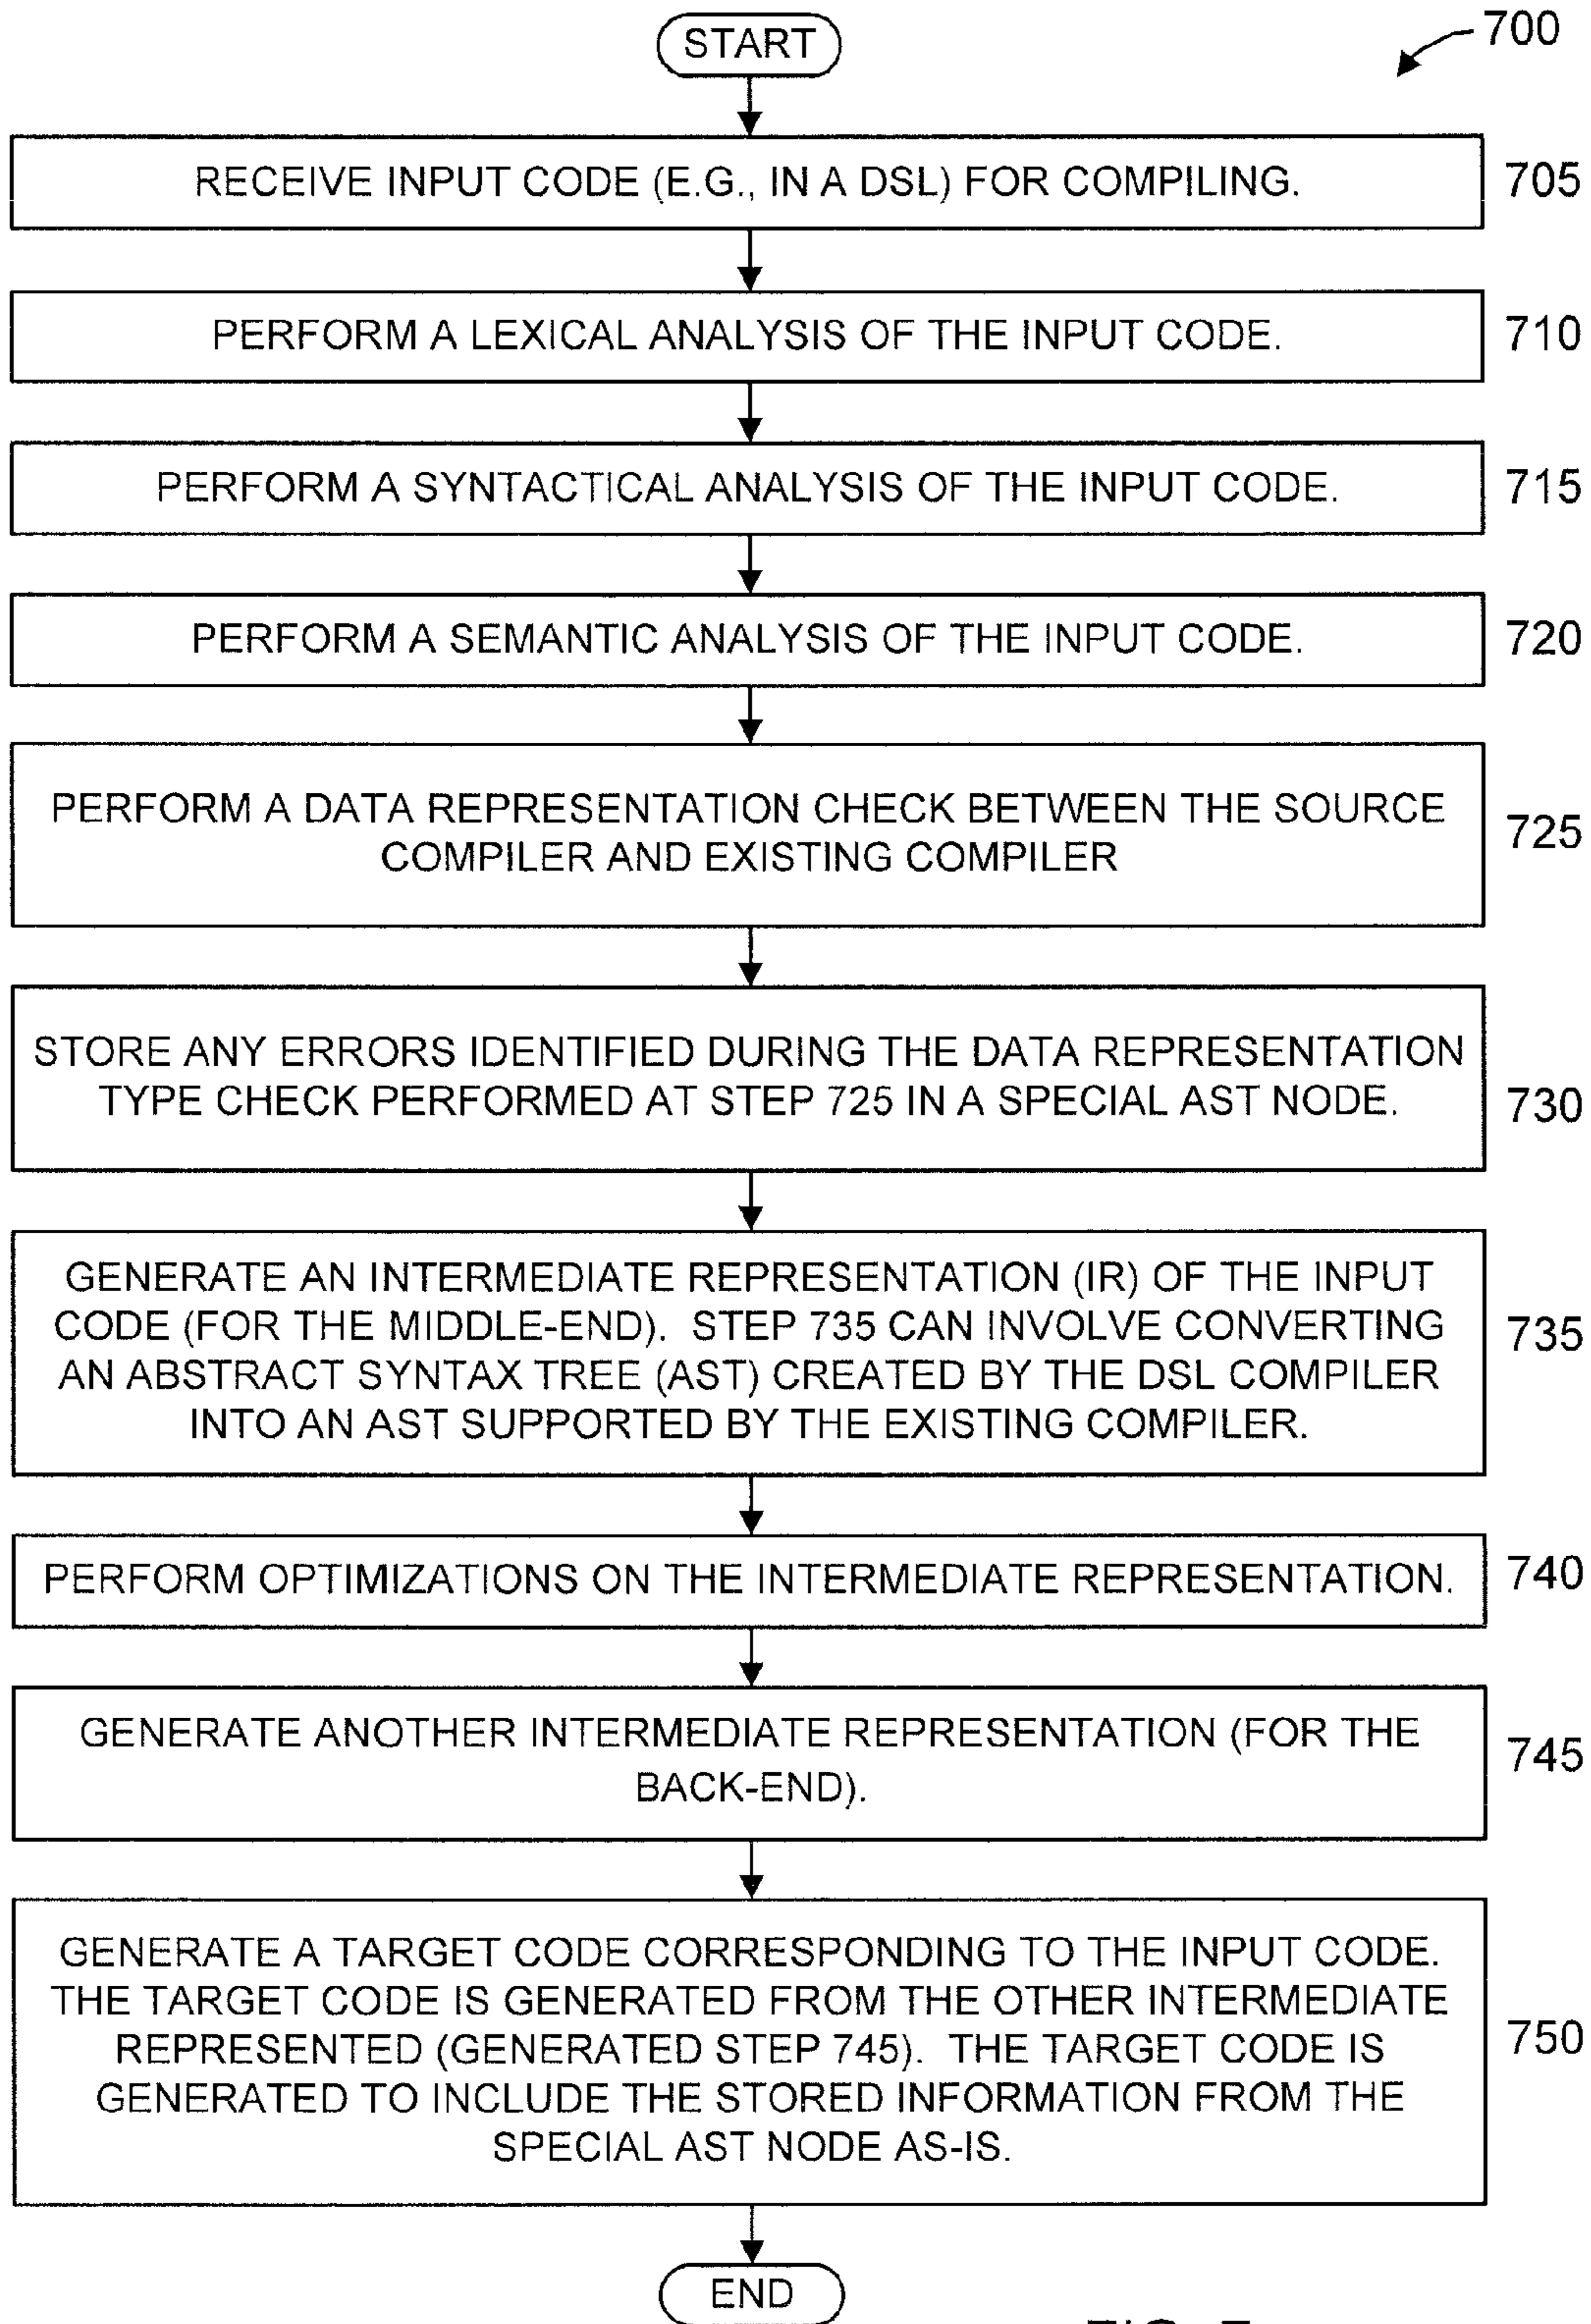 START
700
RECEIVE INPUT CODE (E.G., IN A DSL) FOR COMPILING.
705
PERFORM A LEXICAL ANALYSIS OF THE INPUT CODE.
710
PERFORM A SYNTACTICAL ANALYSIS OF THE INPUT CODE.
715
PERFORM A SEMANTIC ANALYSIS OF THE INPUT CODE.
720
PERFORM A DATA REPRESENTATION CHECK BETWEEN THE SOURCE
COMPILER AND EXISTING COMPILER
725
STORE ANY ERRORS IDENTIFIED DURING THE DATA REPRESENTATION
TYPE CHECK PERFORMED AT STEP 725 IN A SPECIAL AST NODE.
730
GENERATE AN INTERMEDIATE REPRESENTATION (IR) OF THE INPUT
CODE (FOR THE MIDDLE-END). STEP 735 CAN INVOLVE CONVERTING
AN ABSTRACT SYNTAX TREE (AST) CREATED BY THE DSL COMPILER
INTO AN AST SUPPORTED BY THE EXISTING COMPILER.
735
PERFORM OPTIMIZATIONS ON THE INTERMEDIATE REPRESENTATION.
740
GENERATE ANOTHER INTERMEDIATE REPRESENTATION (FOR THE
BACK-END).
745
GENERATE A TARGET CODE CORRESPONDING TO THE INPUT CODE.
THE TARGET CODE IS GENERATED FROM THE OTHER INTERMEDIATE
REPRESENTED (GENERATED STEP 745). THE TARGET CODE IS
GENERATED TO INCLUDE THE STORED INFORMATION FROM THE
SPECIAL AST NODE AS-IS.
750
END